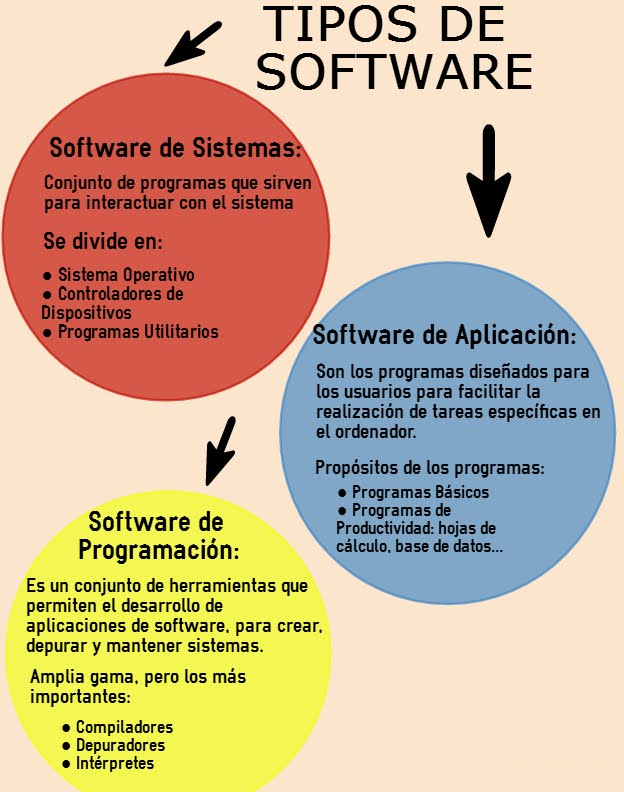 TIPOS DE
SOFTWARE
Software de Sistemas:
Conjunto de programas que sirven
para interactuar con el sistema
Se divide en:
● Sistema Operativo
● Controladores de
Dispositivos
● Programas Utilitarios
Software de Aplicación:
Son los programas diseñados para
los usuarios para facilitar la
realización de tareas específicas en
el ordenador.
Propósitos de los programas:
● Programas Básicos
● Programas de
Productividad: hojas de
cálculo, base de datos...
Software de
Programación:
Es un conjunto de herramientas que
permiten el desarrollo de
aplicaciones de software, para crear,
depurar y mantener sistemas.
Amplia gama, pero los más
importantes:
● Compiladores
● Depuradores
● Intérpretes